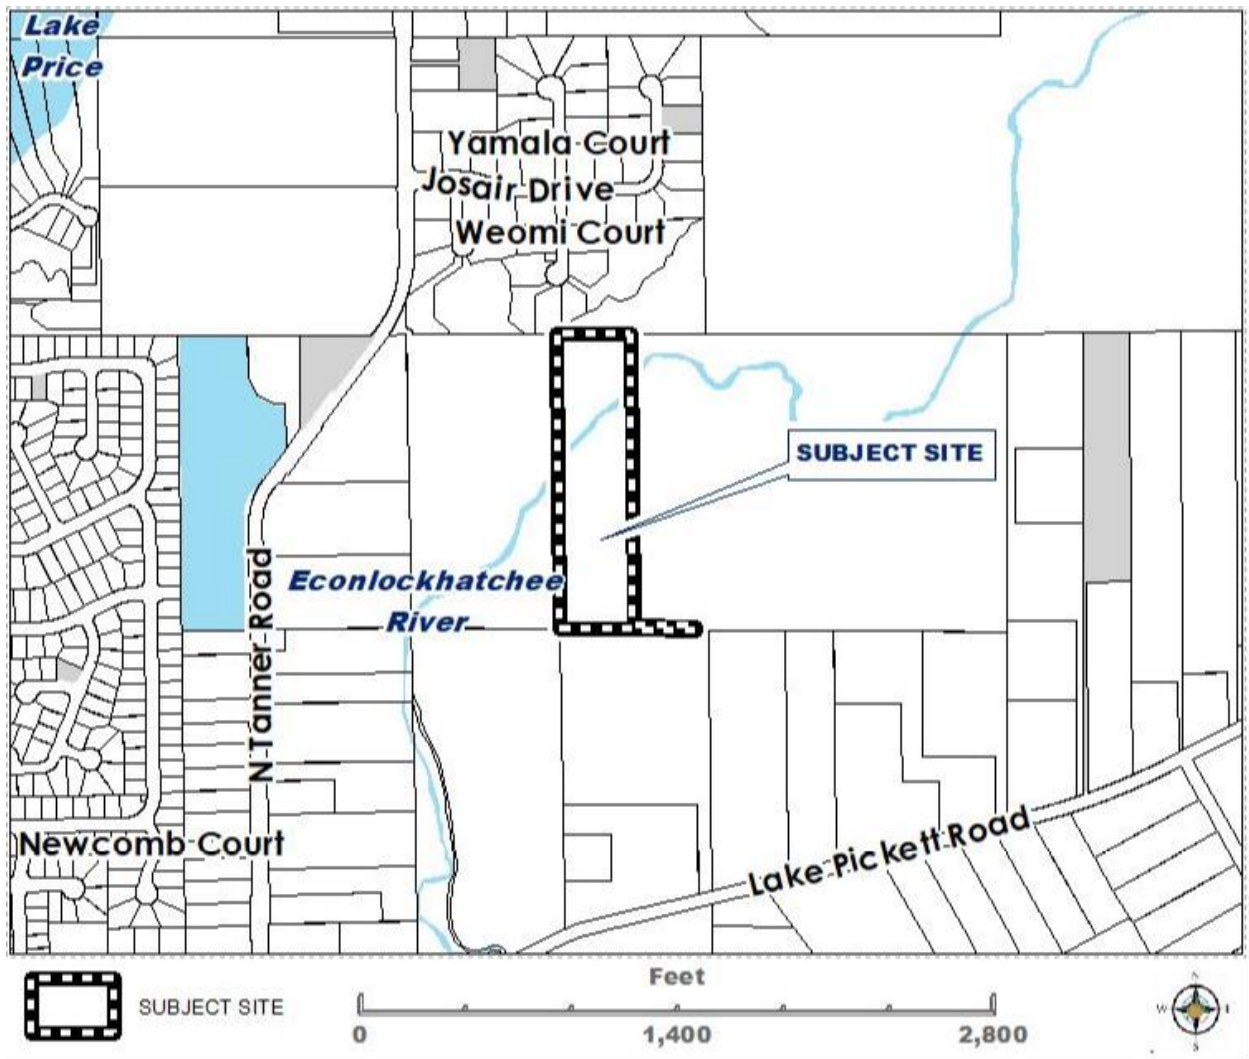 Lake
Price
Yamala Court
Josair Drive
Weomi Court
SUBJECT SITE
Econlockhatchee
River
N Tanner Road
Newcomb Court
Lake Pickett Road
SUBJECT SITE
Feet
0 1,400 2,800
N
W
S